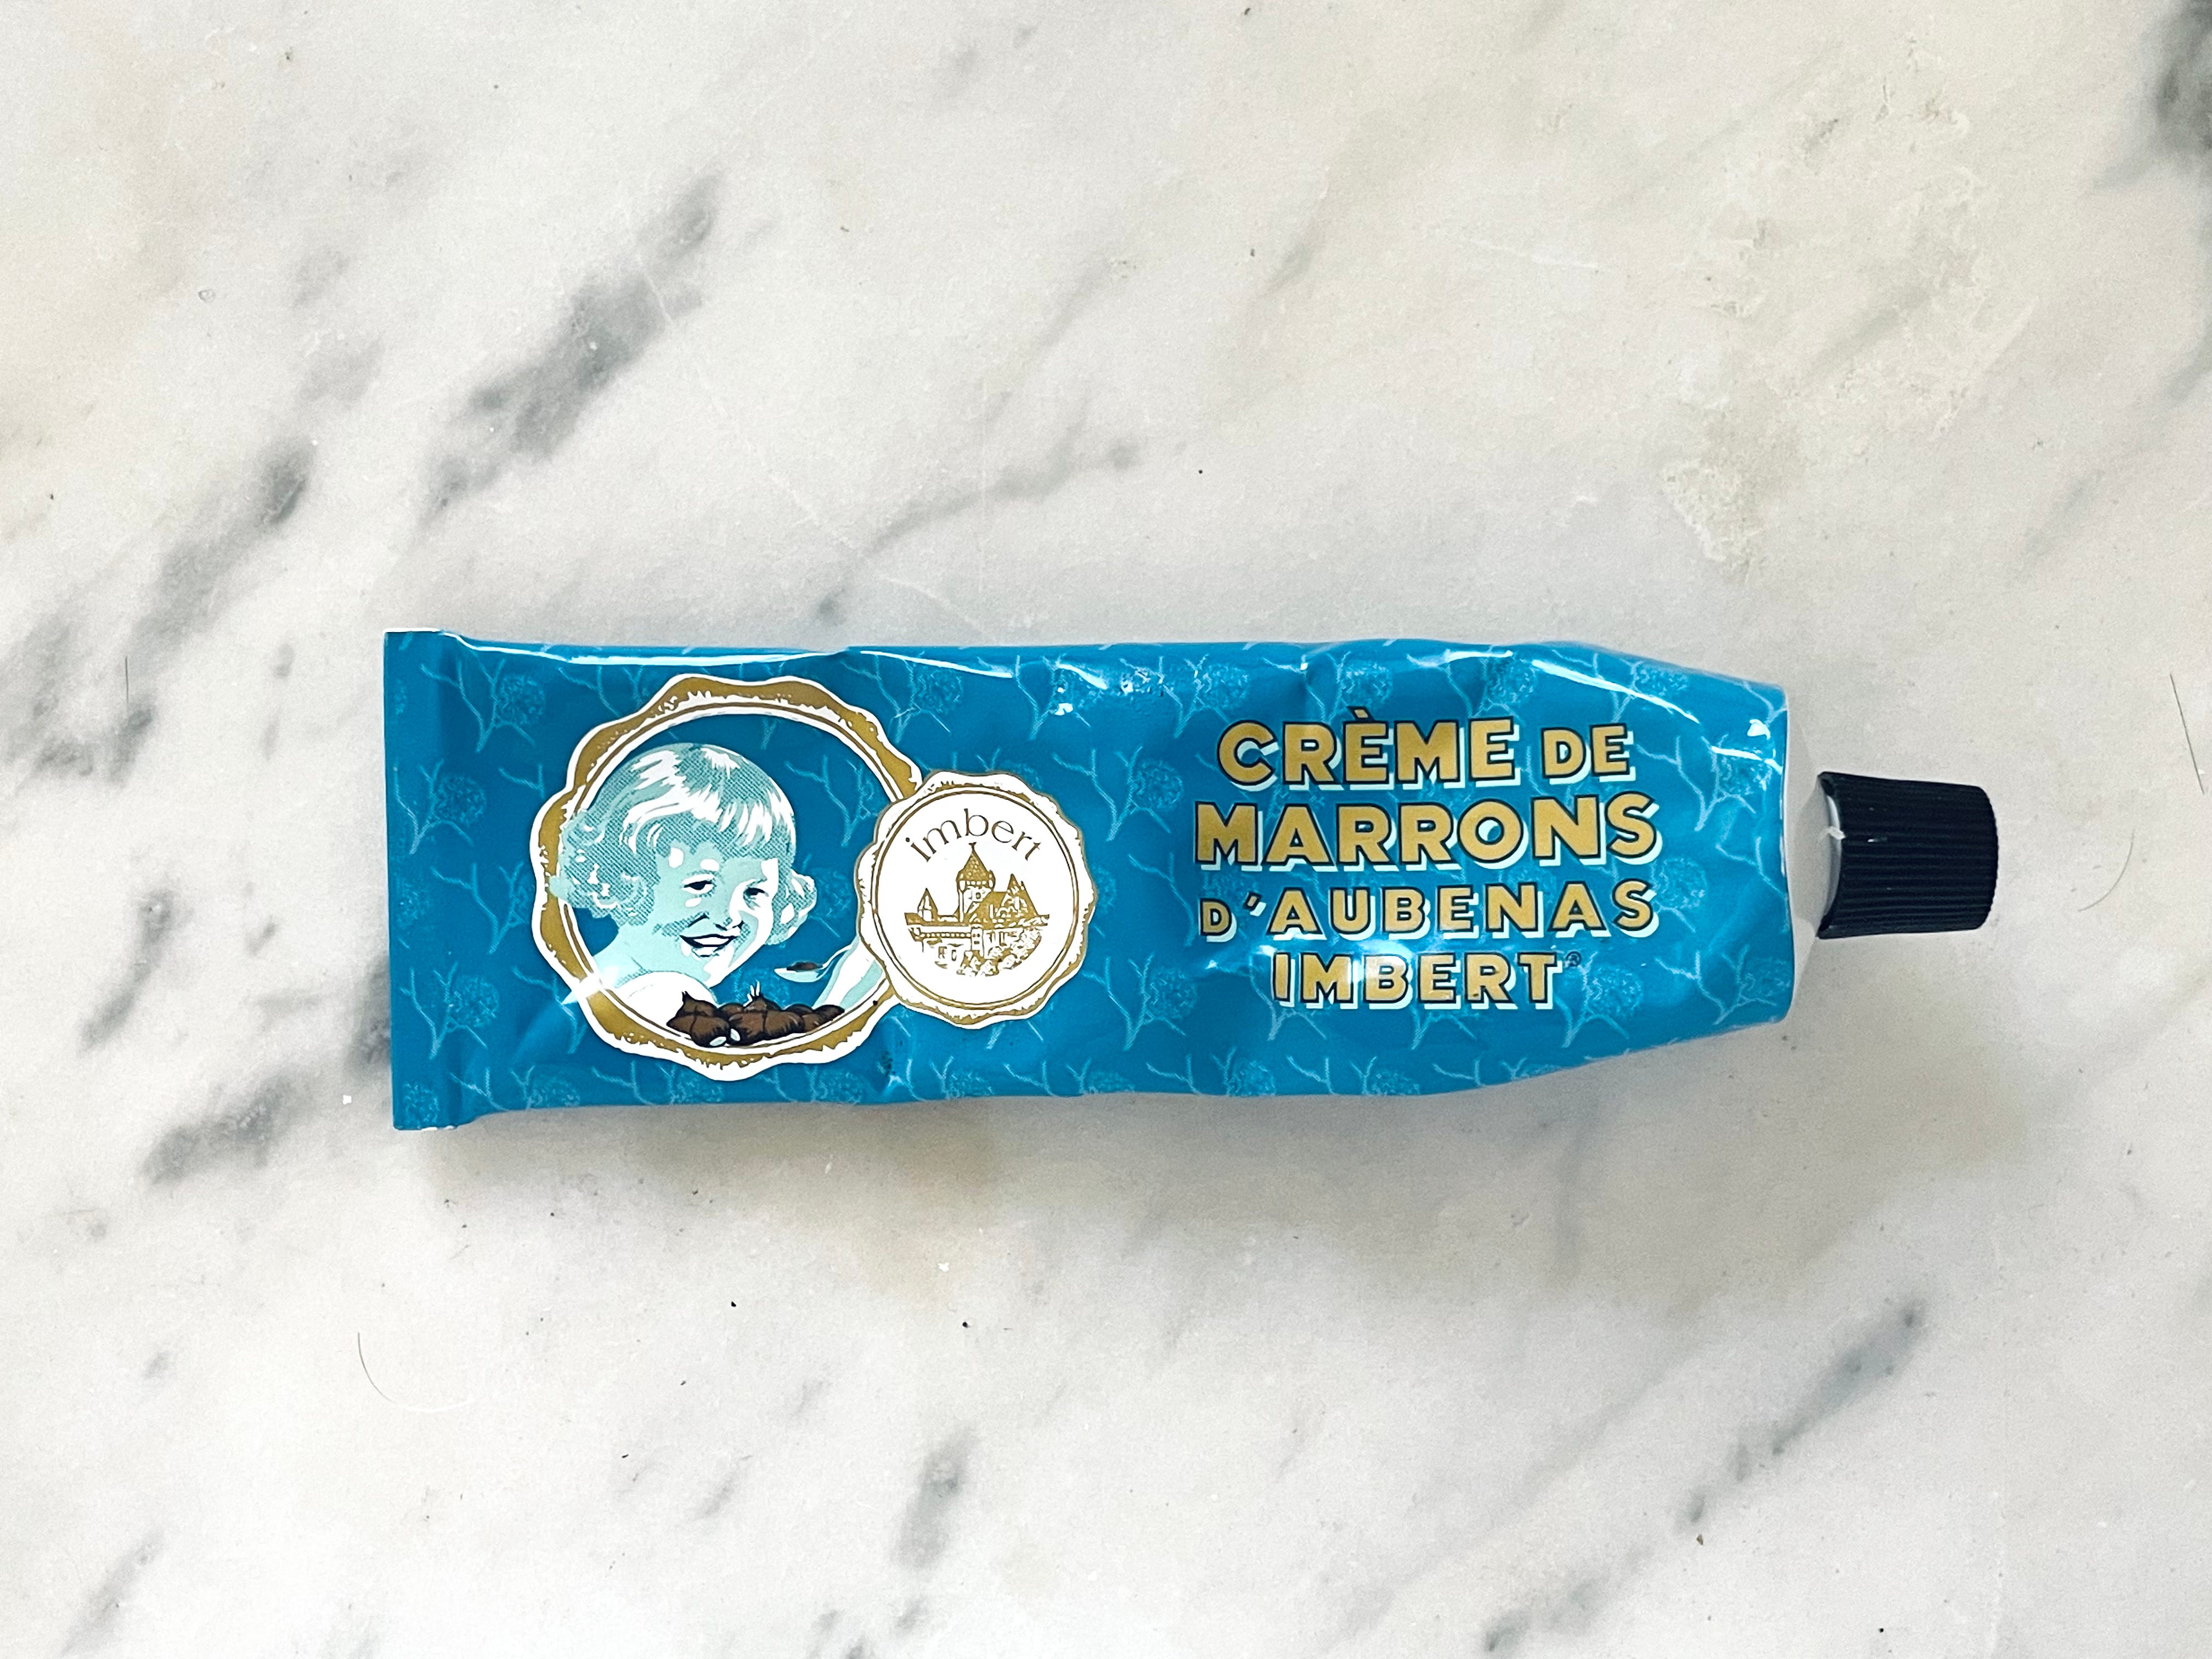 imbert
CRÈME DE
MARRONS
D'AUBENAS
IMBERT®